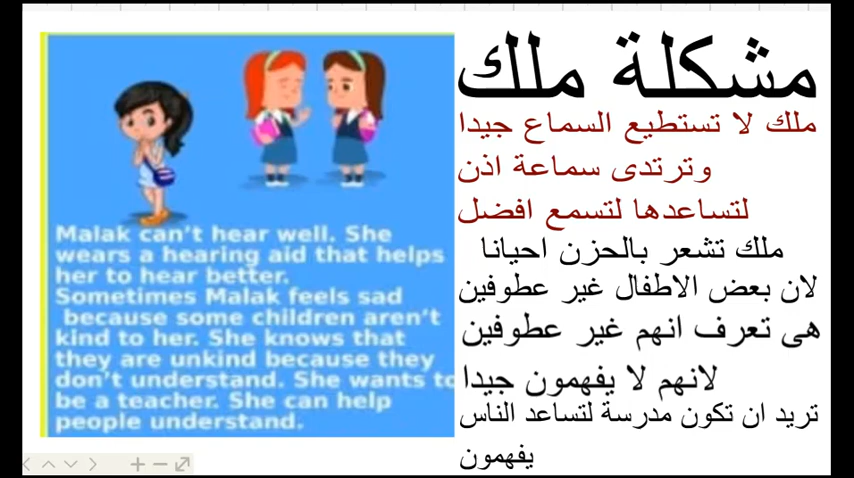 Malak can't hear well. She
wears a hearing aid that helps
her to hear better.
Sometimes Malak feels sad
because some children aren't
kind to her. She knows that
they are unkind because they
don't understand. She wants to
be a teacher. She can help
people understand.
مشكلة ملك
ملك لا تستطيع السماع جيدا
وترتدى سماعة اذن
لتساعدها لتسمع افضل
ملك تشعر بالحزن احيانا
لان بعض الاطفال غير عطوفين
هى تعرف انهم غير عطوفين
لانهم لا يفهمون جيدا
تريد ان تكون مدرسة لتساعد الناس
يفهمون